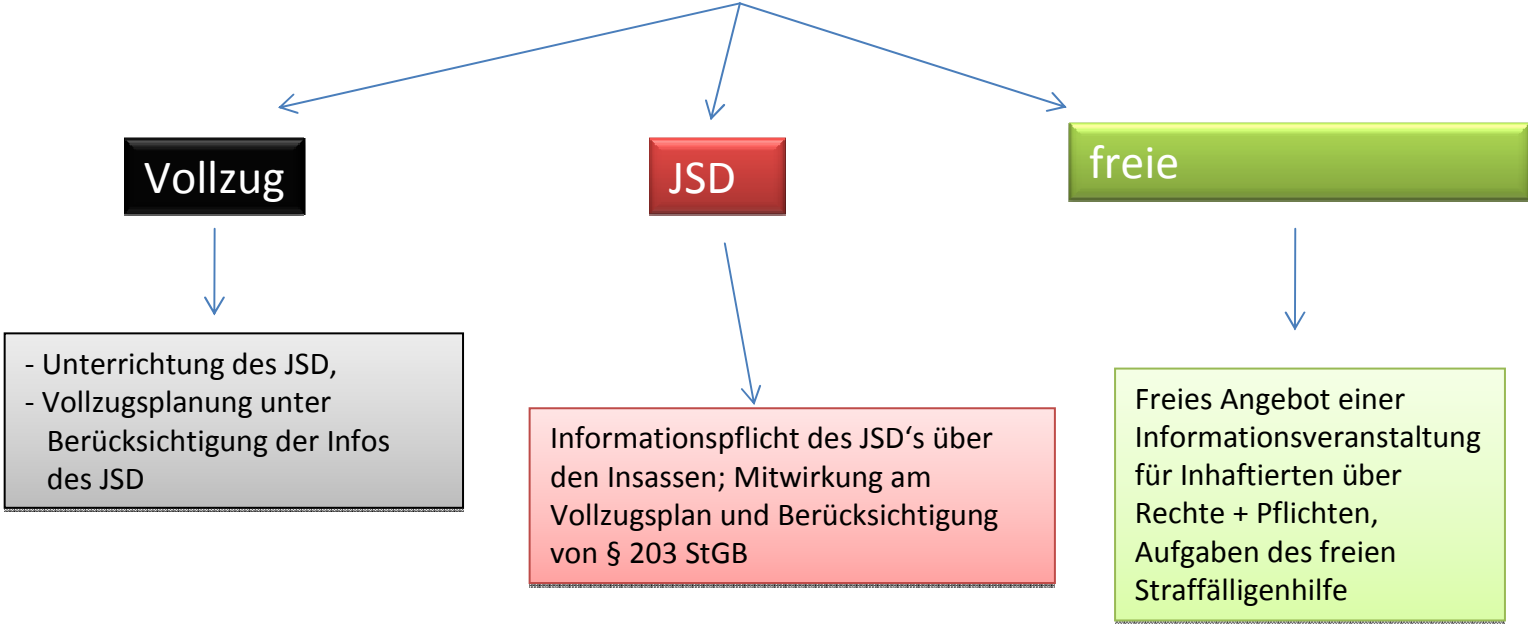 Vollzug
JSD
freie
- Unterrichtung des JSD,
- Vollzugsplanung unter
Berücksichtigung der Infos
des JSD
Informationspflicht des JSD‘s über
den Insassen; Mitwirkung am
Vollzugsplan und Berücksichtigung
von § 203 StGB
Freies Angebot einer
Informationsveranstaltung
für Inhaftierten über
Rechte + Pflichten,
Aufgaben des freien
Straffälligenhilfe